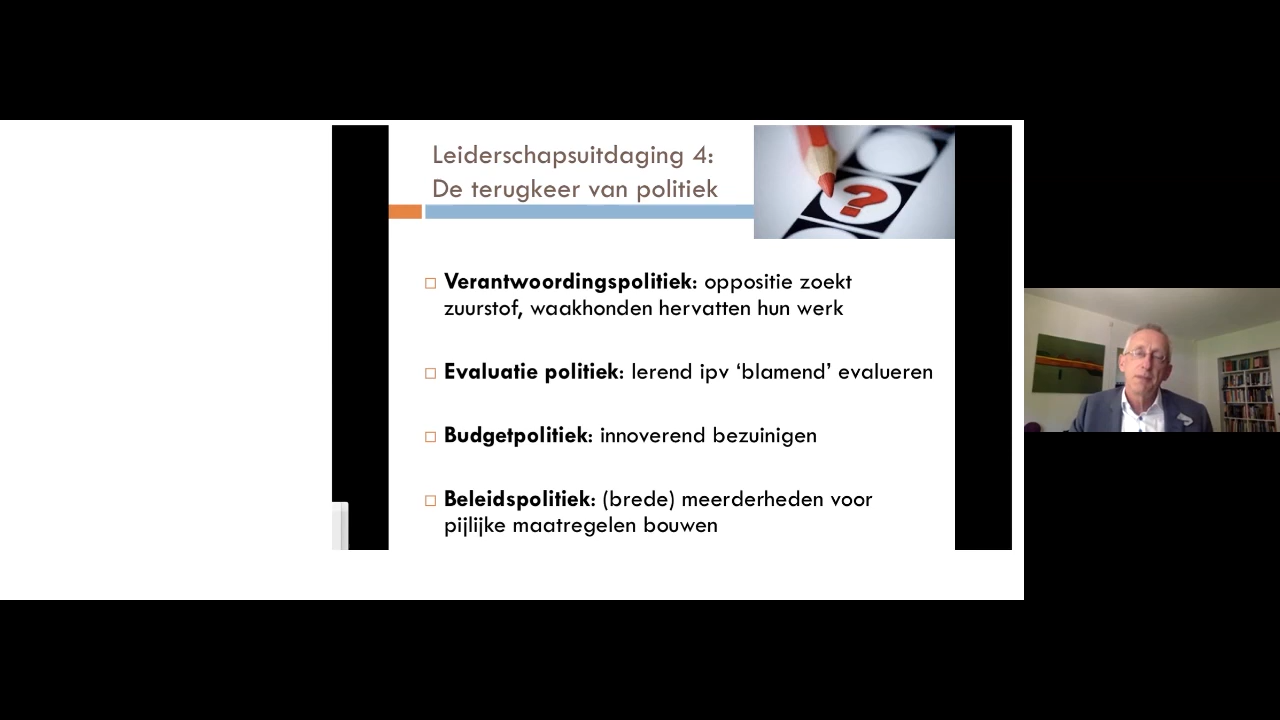 Leiderschapsuitdaging 4:
De terugkeer van politiek
?
Verantwoordingspolitiek: oppositie zoekt
zuurstof, waakhonden hervatten hun werk
Evaluatie politiek: lerend ipv ‘blamend’ evalueren
Budgetpolitiek: innoverend bezuinigen
Beleidspolitiek: (brede) meerderheden voor
pijlijke maatregelen bouwen